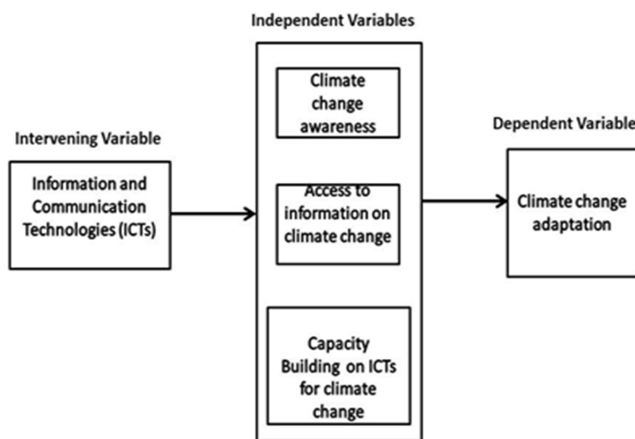 Independent Variables
Climate
change
awareness
Intervening Variable
Information and
Communication
Technologies (ICTs)
Access to
information on
climate change
Capacity
Building on ICTs
for climate
change
Dependent Variable
Climate change
adaptation